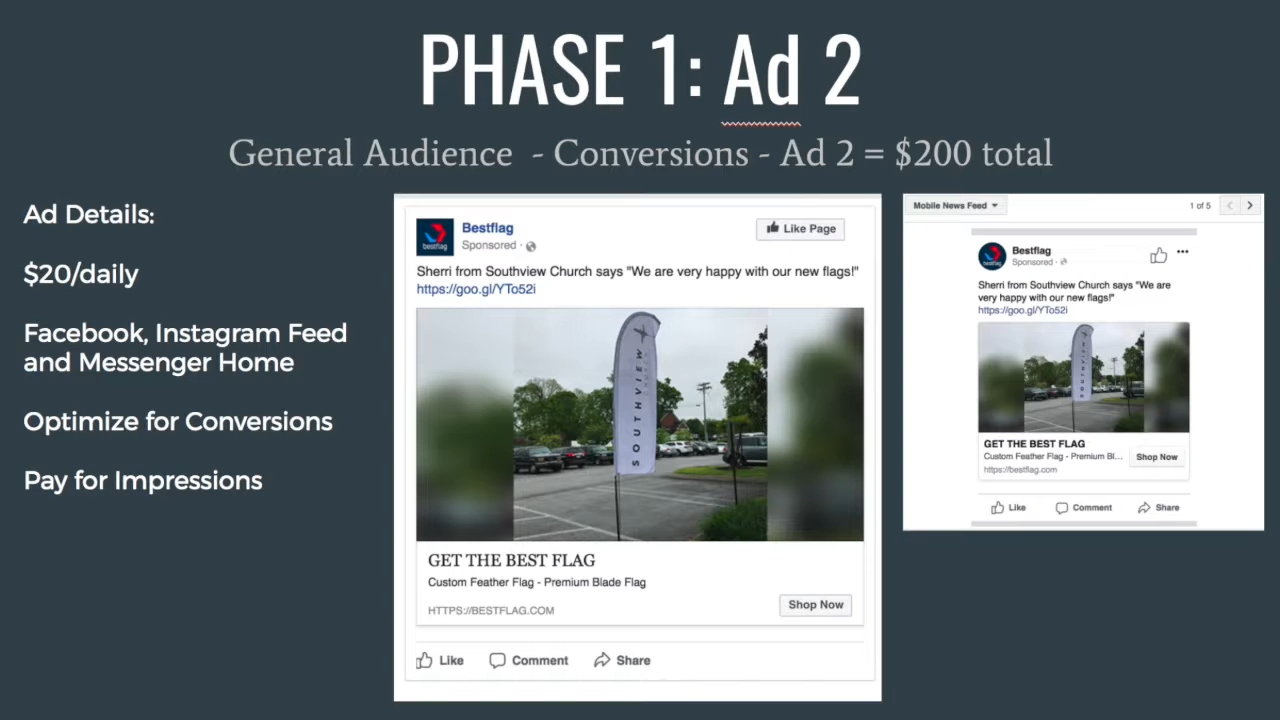 PHASE 1: Ad 2
General Audience - Conversions - Ad 2 = $200 total
Ad Details:
$20/daily
Facebook, Instagram Feed
and Messenger Home
Optimize for Conversions
Pay for Impressions
bestflag
Bestflag
Sponsored ·
Like Page
Sherri from Southview Church says "We are very happy with our new flags!"
https://goo.gl/YTo52i
SOUTHVIEW
CHURCH
GET THE BEST FLAG
Custom Feather Flag - Premium Blade Flag
HTTPS://BESTFLAG.COM
Shop Now
Like Comment Share
Mobile News Feed
1 of 5
bestflag
Bestflag
Sponsored ·
Sherri from Southview Church says "We are
very happy with our new flags!"
https://goo.gl/YTo52i
SOUTHVIEW
GET THE BEST FLAG
Custom Feather Flag - Premium Bl...
https://bestflag.com
Shop Now
Like Comment Share